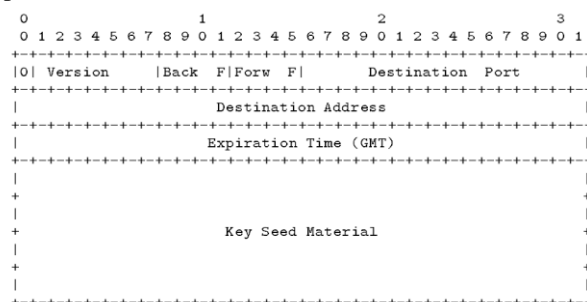 0                   1                   2                   3
 0 1 2 3 4 5 6 7 8 9 0 1 2 3 4 5 6 7 8 9 0 1 2 3 4 5 6 7 8 9 0 1
+-+-+-+-+-+-+-+-+-+-+-+-+-+-+-+-+-+-+-+-+-+-+-+-+-+-+-+-+-+-+-+-
|0| Version     |Back  F|Forw  F|       Destination  Port       |
+-+-+-+-+-+-+-+-+-+-+-+-+-+-+-+-+-+-+-+-+-+-+-+-+-+-+-+-+-+-+-+-
|                      Destination Address                      |
+-+-+-+-+-+-+-+-+-+-+-+-+-+-+-+-+-+-+-+-+-+-+-+-+-+-+-+-+-+-+-+-
|                     Expiration Time (GMT)                     |
+-+-+-+-+-+-+-+-+-+-+-+-+-+-+-+-+-+-+-+-+-+-+-+-+-+-+-+-+-+-+-+-
|                                                               |
+                                                               +
|                                                               |
+                       Key Seed Material                       +
|                                                               |
+                                                               +
|                                                               |
+-+-+-+-+-+-+-+-+-+-+-+-+-+-+-+-+-+-+-+-+-+-+-+-+-+-+-+-+-+-+-+-